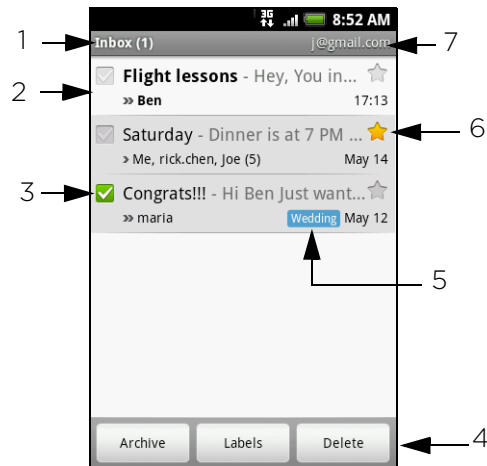 3G 8:52 AM
1 Inbox (1) j@gmail.com 7
2 Flight lessons - Hey, You in...
» Ben 17:13
Saturday - Dinner is at 7 PM ... 6
› Me, rick.chen, Joe (5) May 14
3 Congrats!!! - Hi Ben Just want...
» maria Wedding May 12
5
Archive Labels Delete 4